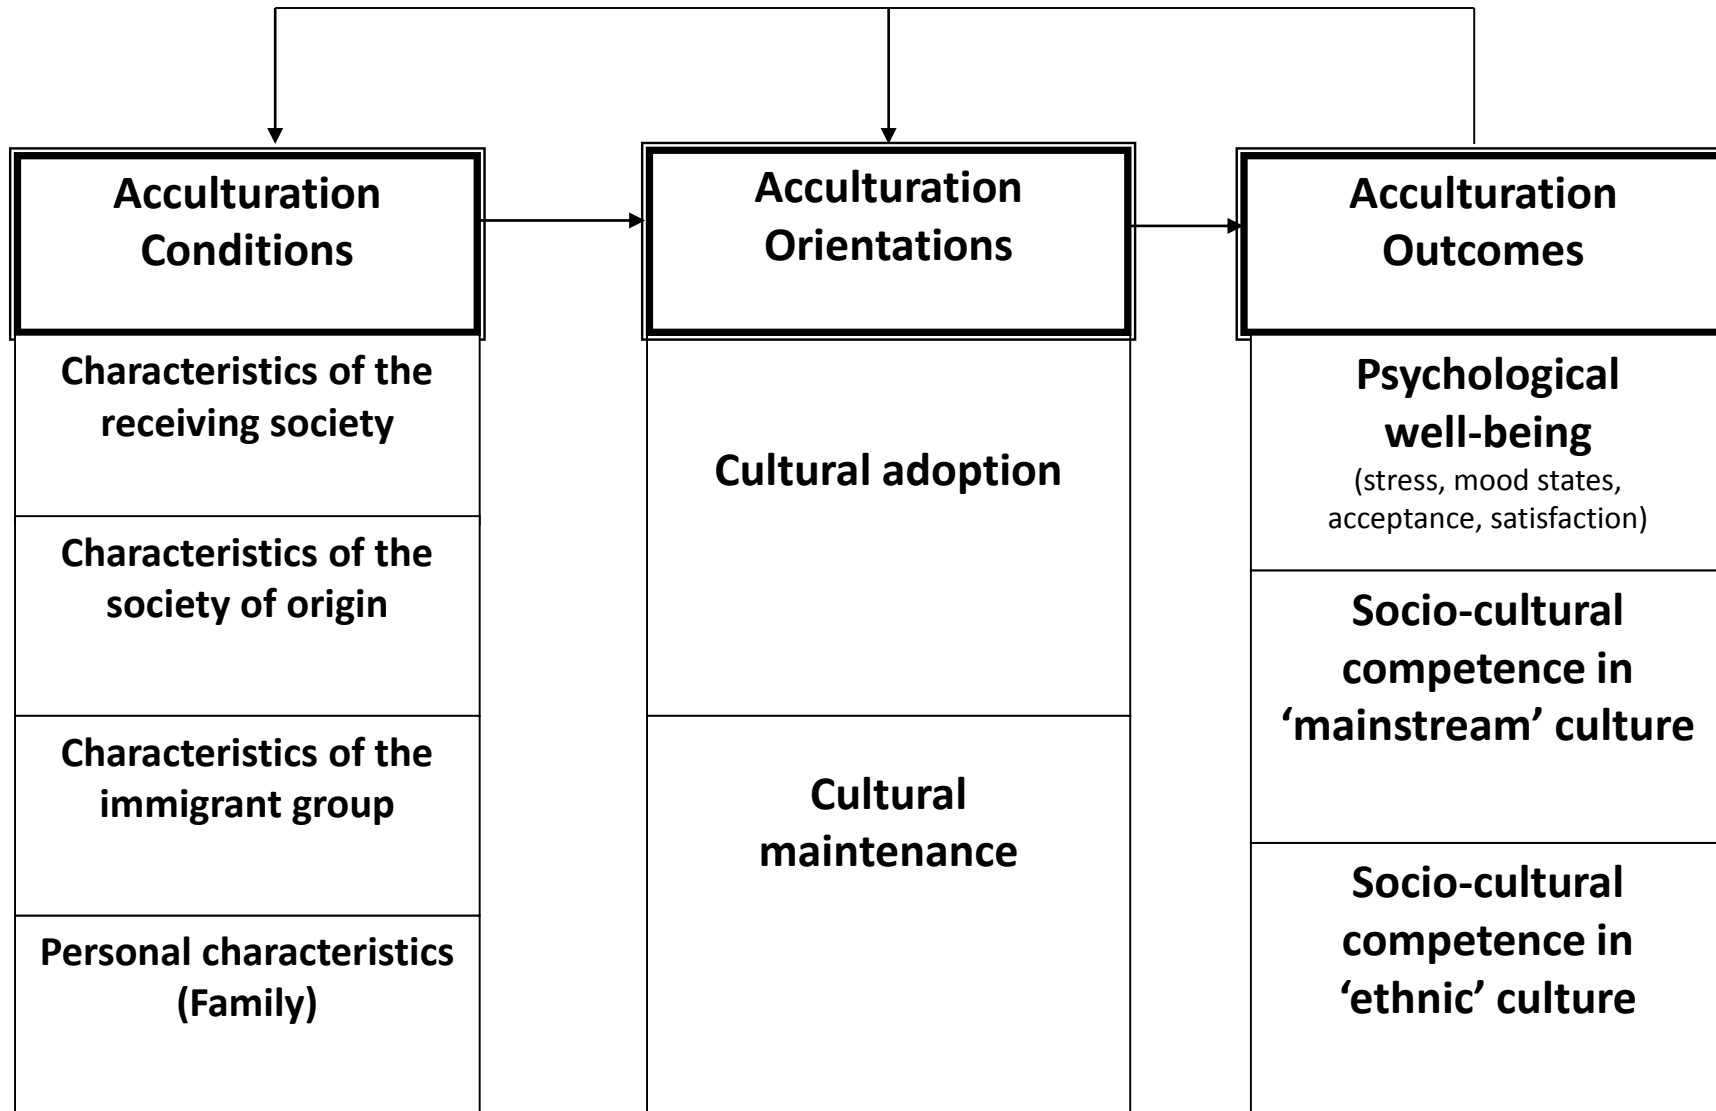 Acculturation
Conditions
Characteristics of the
receiving society
Characteristics of the
society of origin
Characteristics of the
immigrant group
Personal characteristics
(Family)
Acculturation
Orientations
Cultural adoption
Cultural
maintenance
Acculturation
Outcomes
Psychological
well-being
(stress, mood states,
acceptance, satisfaction)
Socio-cultural
competence in
‘mainstream’ culture
Socio-cultural
competence in
‘ethnic’ culture